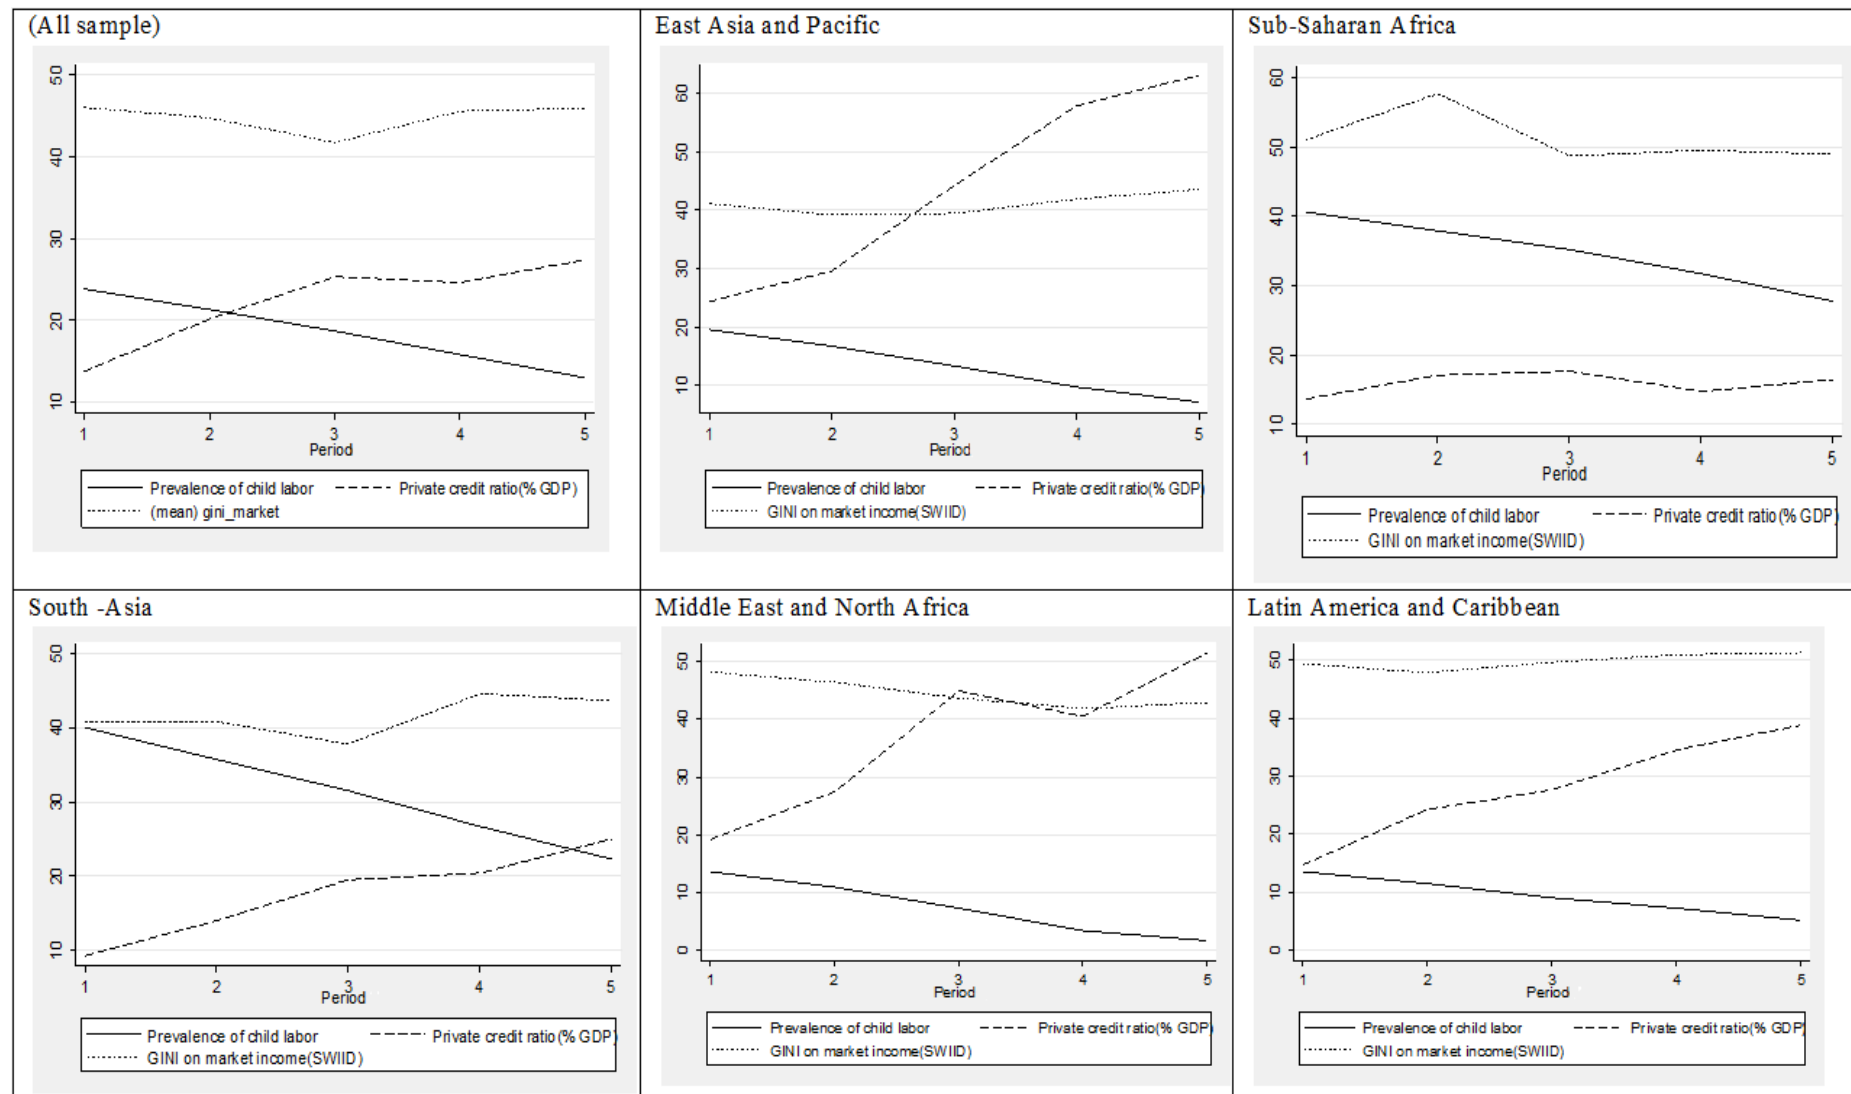 (All sample)
50
40
30
20
10
1 2 3 4 5
Period
Prevalence of child labor
Private credit ratio(% GDP)
(mean) gini_market
East Asia and Pacific
60
50
40
30
20
10
1 2 3 4 5
Period
Prevalence of child labor
Private credit ratio(% GDP)
GINI on market income(SWIID)
Sub-Saharan Africa
60
50
40
30
20
10
1 2 3 4 5
Period
Prevalence of child labor
Private credit ratio(% GDP)
GINI on market income(SWIID)
South -Asia
50
40
30
20
10
1 2 3 4 5
Period
Prevalence of child labor
Private credit ratio(% GDP)
GINI on market income(SWIID)
Middle East and North Africa
50
40
30
20
10
0
1 2 3 4 5
Period
Prevalence of child labor
Private credit ratio(% GDP)
GINI on market income(SWIID)
Latin America and Caribbean
50
40
30
20
10
0
1 2 3 4 5
Period
Prevalence of child labor
Private credit ratio(% GDP)
GINI on market income(SWIID)